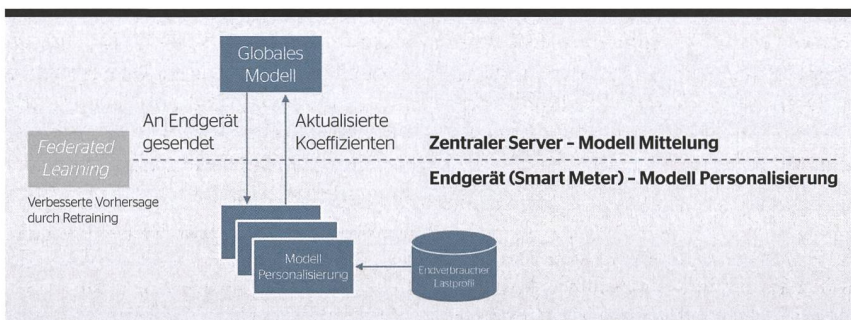 Globales
Modell
An Endgerät
gesendet
Aktualisierte
Koeffizienten
Federated
Learning
Verbesserte Vorhersage
durch Retraining
Zentraler Server – Modell Mittelung
Endgerät (Smart Meter) – Modell Personalisierung
Modell
Personalisierung
Endverbraucher
Lastprofil